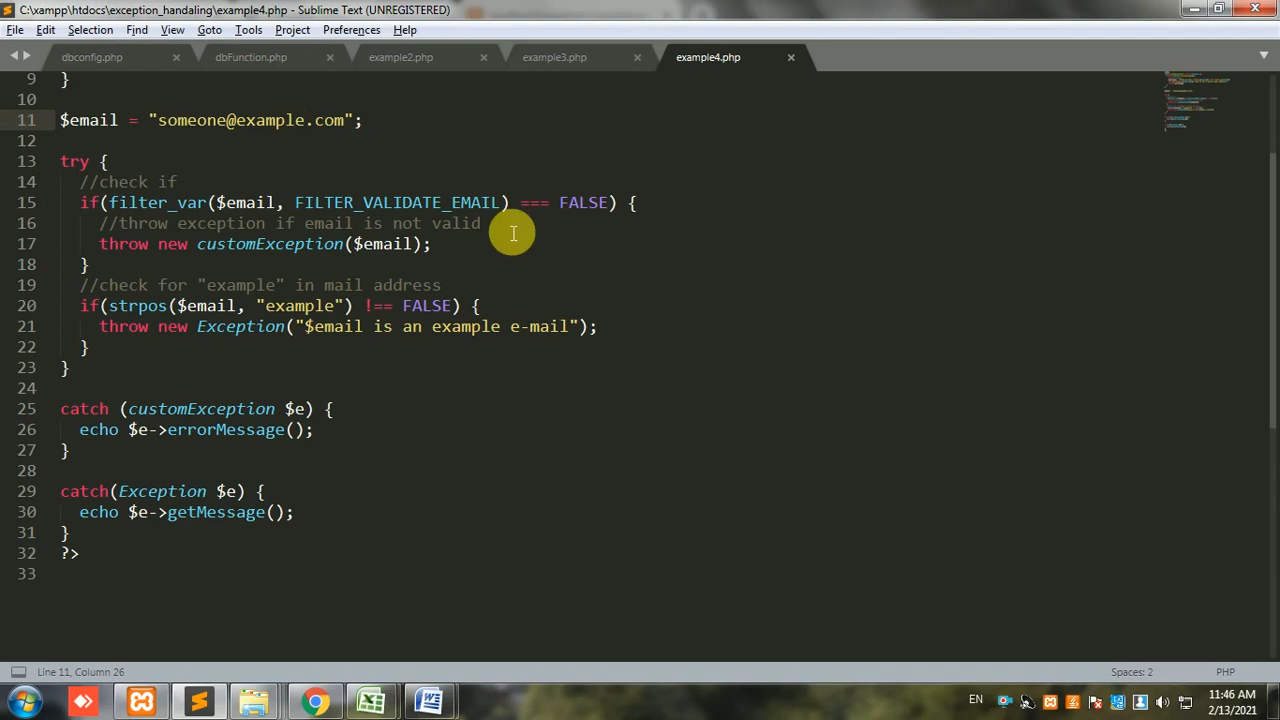 C:\xampp\htdocs\exception_handaling\example4.php - Sublime Text (UNREGISTERED)
File Edit Selection Find View Goto Tools Project Preferences Help
dbconfig.php dbFunction.php example2.php example3.php example4.php
9 }
10
11 $email = "someone@example.com";
12
13 try {
14 //check if
15 if(filter_var($email, FILTER_VALIDATE_EMAIL) === FALSE) {
16 //throw exception if email is not valid
17 throw new customException($email);
18 }
19 //check for "example" in mail address
20 if(strpos($email, "example") !== FALSE) {
21 throw new Exception("$email is an example e-mail");
22 }
23 }
24
25 catch (customException $e) {
26 echo $e->errorMessage();
27 }
28
29 catch(Exception $e) {
30 echo $e->getMessage();
31 }
32 ?>
33
Line 11, Column 26 Spaces: 2 PHP
EN 11:46 AM
2/13/2021